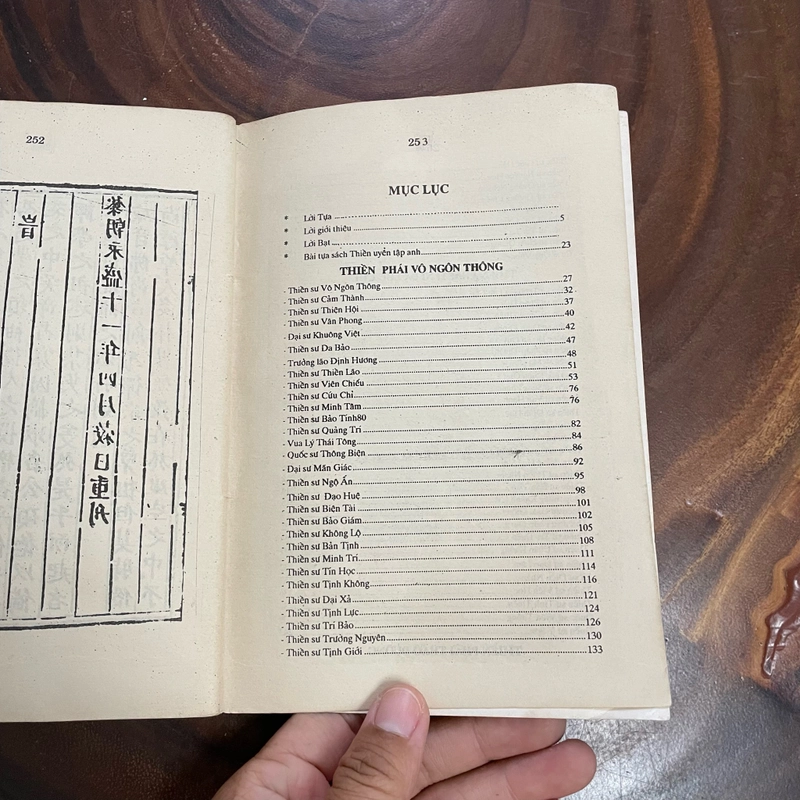 252
黎朝永盛十一年四月穀日重刊
旹
253
MỤC LỤC
* Lời Tựa
* Lời giới thiệu 5
* Lời Bạt
* Bài tựa sách Thiền uyển tập anh 23
THIỀN PHÁI VÔ NGÔN THÔNG
- Thiền sư Vô Ngôn Thông 27
- Thiền sư Cảm Thành 32
- Thiền sư Thiện Hội 37
- Thiền sư Vân Phong 40
- Đại sư Khuông Việt 42
- Thiền sư Đa Bảo 47
- Trưởng lão Định Hương 48
- Thiền sư Thiền Lão 51
- Thiền sư Viên Chiếu 53
- Thiền sư Cứu Chỉ 76
- Thiền sư Minh Tâm 76
- Thiền sư Bảo Tính80
- Thiền sư Quảng Trí 82
- Vua Lý Thái Tông 84
- Quốc sư Thông Biện 86
- Đại sư Mãn Giác 92
- Thiền sư Ngộ Ấn 95
- Thiền sư Đạo Huệ 98
- Thiền sư Biện Tài 101
- Thiền sư Bảo Giám 102
- Thiền sư Không Lộ 105
- Thiền sư Bản Tịnh 108
- Thiền sư Minh Trí 111
- Thiền sư Tín Học 114
- Thiền sư Tịnh Không 116
- Thiền sư Đại Xả 121
- Thiền sư Tịnh Lực 124
- Thiền sư Trí Bảo 126
- Thiền sư Trường Nguyên 130
- Thiền sư Tịnh Giới 133